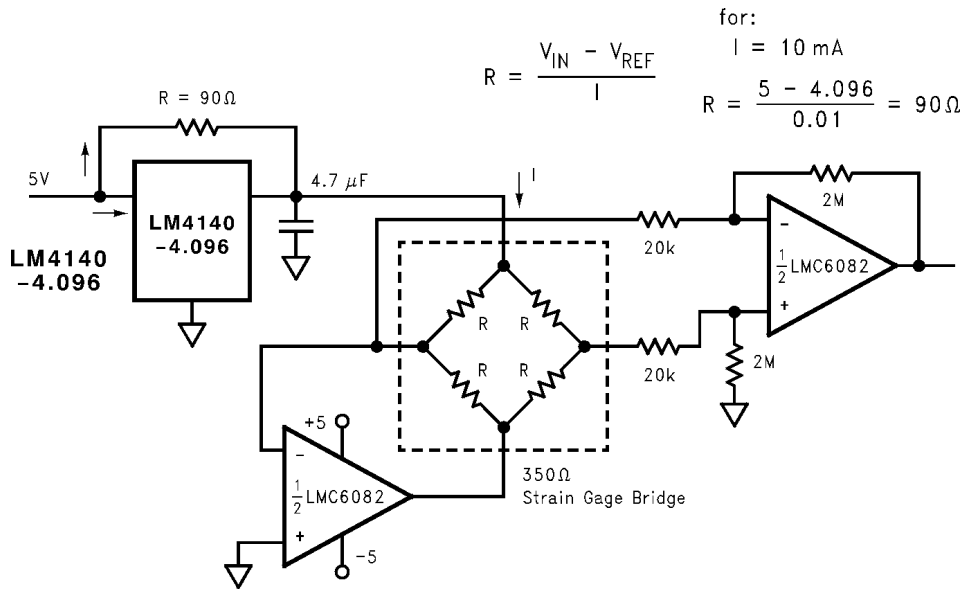 for:
I = 10 mA
R = (V_IN − V_REF) / I
R = (5 − 4.096) / 0.01 = 90Ω
R = 90Ω
5V
4.7 µF
I
2M
LM4140
-4.096
LM4140
-4.096
20k
−
1/2 LMC6082
+
R
R
R
R
20k
2M
+5
−
1/2 LMC6082
+
−5
350Ω
Strain Gage Bridge